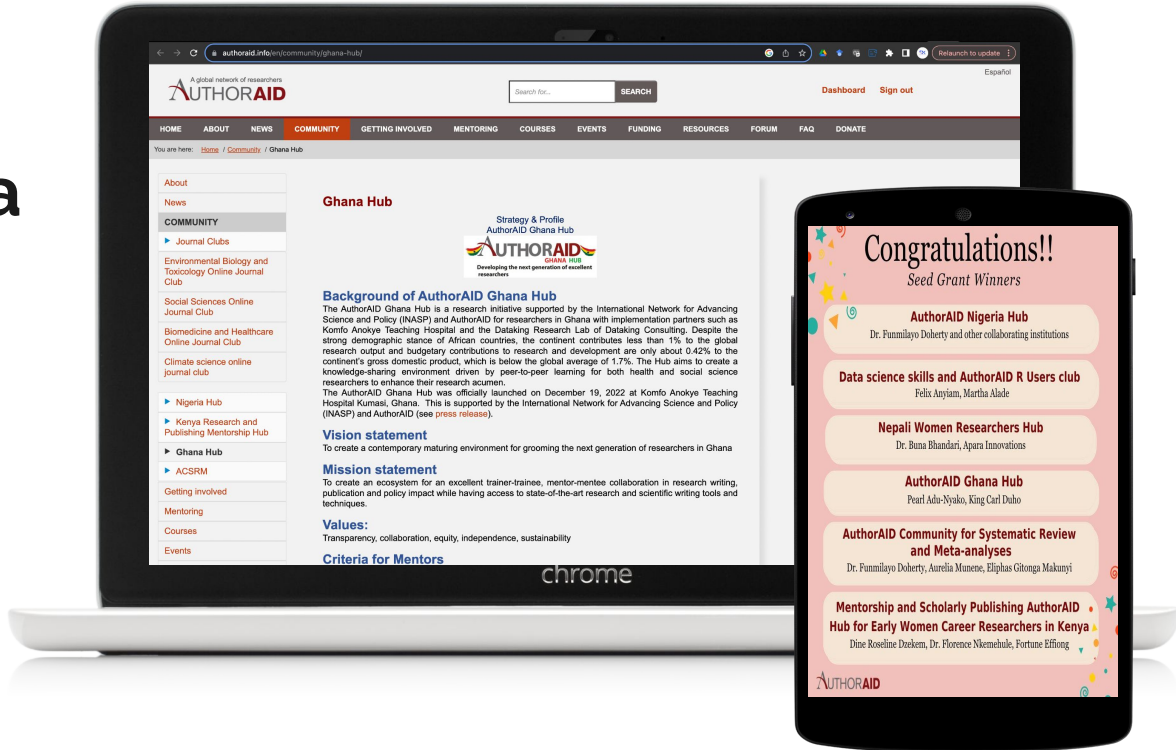 a
authoraid.info/en/community/ghana-hub/
Relaunch to update
Español
A global network of researchers
AUTHORAID
Search for...
SEARCH
Dashboard Sign out
HOME ABOUT NEWS COMMUNITY GETTING INVOLVED MENTORING COURSES EVENTS FUNDING RESOURCES FORUM FAQ DONATE
You are here: Home / Community / Ghana Hub
About
News
COMMUNITY
Journal Clubs
Environmental Biology and
Toxicology Online Journal
Club
Social Sciences Online
Journal Club
Biomedicine and Healthcare
Online Journal Club
Climate science online
journal club
Nigeria Hub
Kenya Research and
Publishing Mentorship Hub
Ghana Hub
ACSRM
Getting involved
Mentoring
Courses
Events
Ghana Hub
Strategy & Profile
AuthorAID Ghana Hub
AUTHORAID
GHANA HUB
Developing the next generation of excellent
researchers
Background of AuthorAID Ghana Hub
The AuthorAID Ghana Hub is a research initiative supported by the International Network for Advancing
Science and Policy (INASP) and AuthorAID for researchers in Ghana with implementation partners such as
Komfo Anokye Teaching Hospital and the Dataking Research Lab of Dataking Consulting. Despite the
strong demographic stance of African countries, the continent contributes less than 1% to the global
research output and budgetary contributions to research and development are only about 0.42% to the
continent's gross domestic product, which is below the global average of 1.7%. The Hub aims to create a
knowledge-sharing environment driven by peer-to-peer learning for both health and social science
researchers to enhance their research acumen.
The AuthorAID Ghana Hub was officially launched on December 19, 2022 at Komfo Anokye Teaching
Hospital Kumasi, Ghana. This is supported by the International Network for Advancing Science and Policy
(INASP) and AuthorAID (see press release).
Vision statement
To create a contemporary maturing environment for grooming the next generation of researchers in Ghana
Mission statement
To create an ecosystem for an excellent trainer-trainee, mentor-mentee collaboration in research writing,
publication and policy impact while having access to state-of-the-art research and scientific writing tools and
techniques.
Values:
Transparency, collaboration, equity, independence, sustainability
Criteria for Mentors
chrome
Congratulations!!
Seed Grant Winners
AuthorAID Nigeria Hub
Dr. Funmilayo Doherty and other collaborating institutions
Data science skills and AuthorAID R Users club
Felix Anyiam, Martha Alade
Nepali Women Researchers Hub
Dr. Buna Bhandari, Apara Innovations
AuthorAID Ghana Hub
Pearl Adu-Nyako, King Carl Duho
AuthorAID Community for Systematic Review
and Meta-analyses
Dr. Funmilayo Doherty, Aurelia Munene, Eliphas Gitonga Makunyi
Mentorship and Scholarly Publishing AuthorAID
Hub for Early Women Career Researchers in Kenya
Dine Roseline Dzekem, Dr. Florence Nkemehule, Fortune Effiong
AUTHORAID